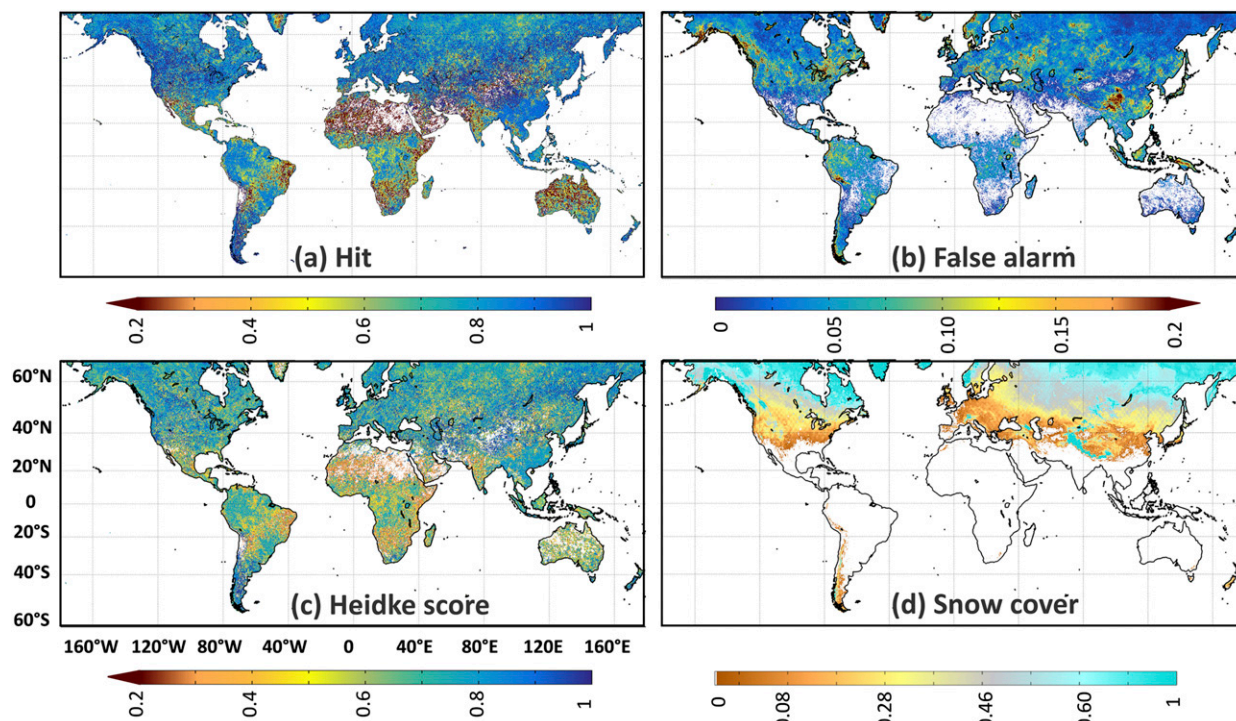 (a) Hit
(b) False alarm
0.2 0.4 0.6 0.8 1
0 0.05 0.10 0.15 0.2
60°N
40°N
20°N
0
20°S
40°S
60°S
(c) Heidke score
(d) Snow cover
160°W 120°W 80°W 40°W 0 40°E 80°E 120°E 160°E
0.2 0.4 0.6 0.8 1
0 0.08 0.28 0.46 0.60 1